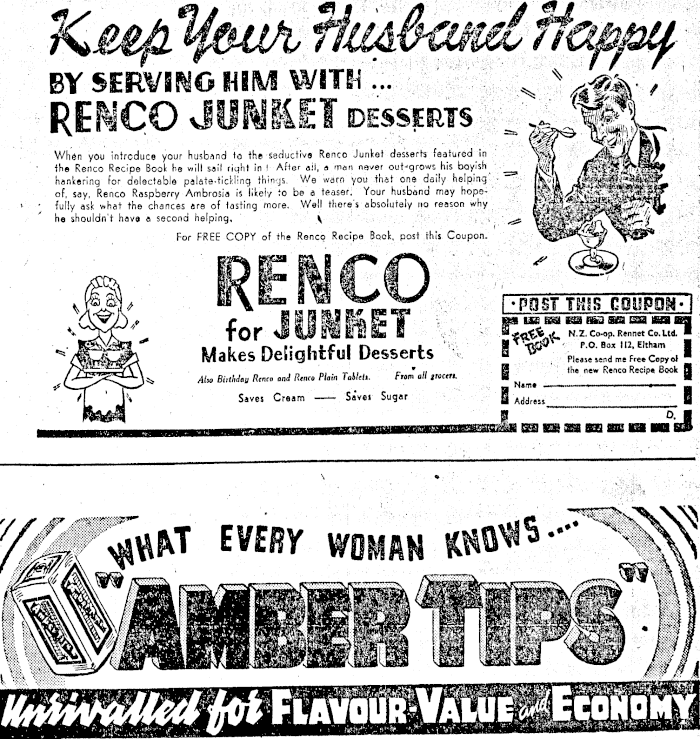 Keep Your Husband Happy
BY SERVING HIM WITH ...
RENCO JUNKET DESSERTS
When you introduce your husband to the seductive Renco Junket desserts featured in
the Renco Recipe Book he will sail right in! After all, a man never out-grows his boyish
hankering for delectable palate-tickling things. We warn you that one daily helping
of, say, Renco Raspberry Ambrosia is likely to be a teaser. Your husband may hope-
fully ask what the chances are of tasting more. Well there's absolutely no reason why
he shouldn't have a second helping.
For FREE COPY of the Renco Recipe Book, post this Coupon.
RENCO
for JUNKET
Makes Delightful Desserts
Also Birthday Renco and Renco Plain Tablets. From all grocers.
Saves Cream — Saves Sugar
· POST THIS COUPON ·
FREE BOOK
N.Z. Co-op. Rennet Co. Ltd.
P.O. Box 112, Eltham
Please send me Free Copy of
the new Renco Recipe Book
Name
Address
D.
WHAT EVERY WOMAN KNOWS....
"AMBER TIPS"
Unrivalled for FLAVOUR-VALUE and ECONOMY